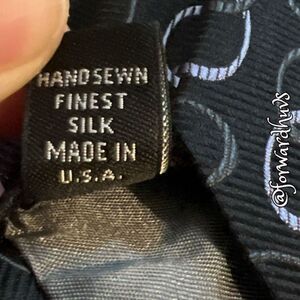 HANDSEWN
FINEST
SILK
MADE IN
U.S.A.
@forwardhuvs